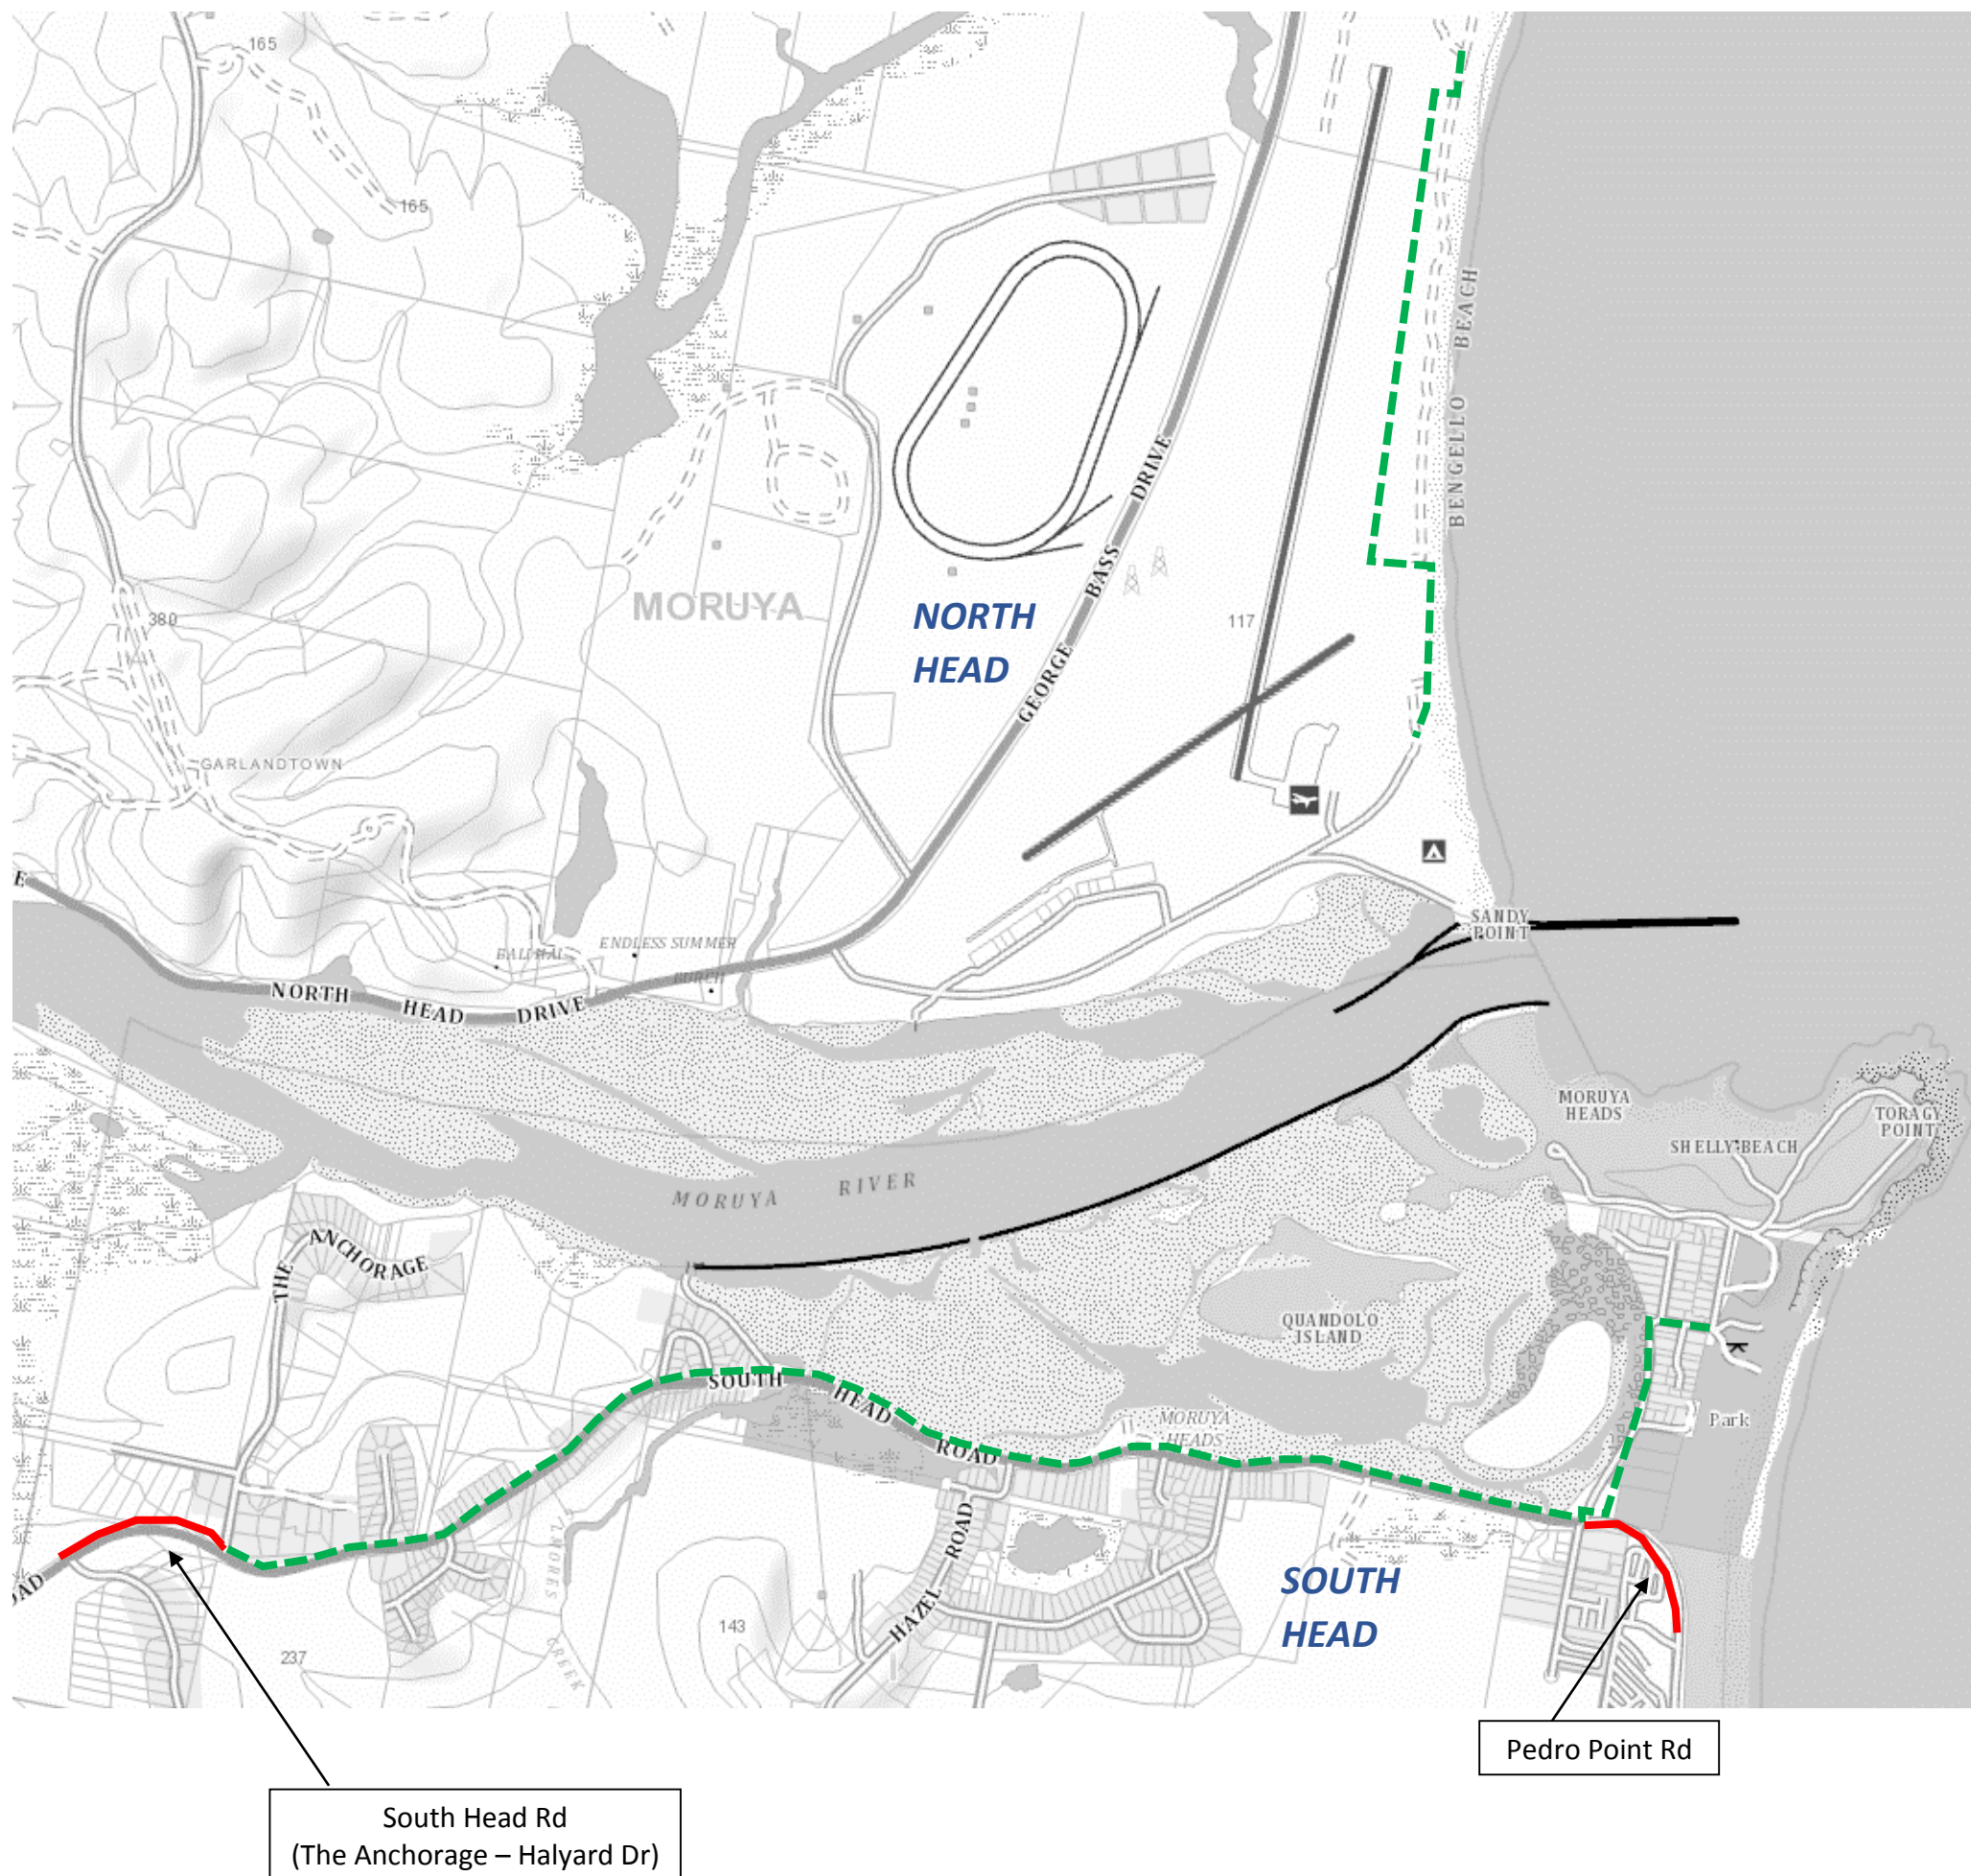 165
165
BENGELLO BEACH
380
MORUYA
NORTH
HEAD
117
GEORGE BASS DRIVE
GARLANDTOWN
E
SANDY
POINT
ENDLESS SUMMER
NORTH HEAD DRIVE
MORUYA
HEADS
TORAGY
POINT
SHELLY BEACH
MORUYA RIVER
THE ANCHORAGE
QUANDOLO
ISLAND
K
SOUTH HEAD ROAD
MORUYA
HEADS
Park
HAZEL ROAD
SOUTH
HEAD
OAD
143
237
CREEK
Pedro Point Rd
South Head Rd
(The Anchorage – Halyard Dr)